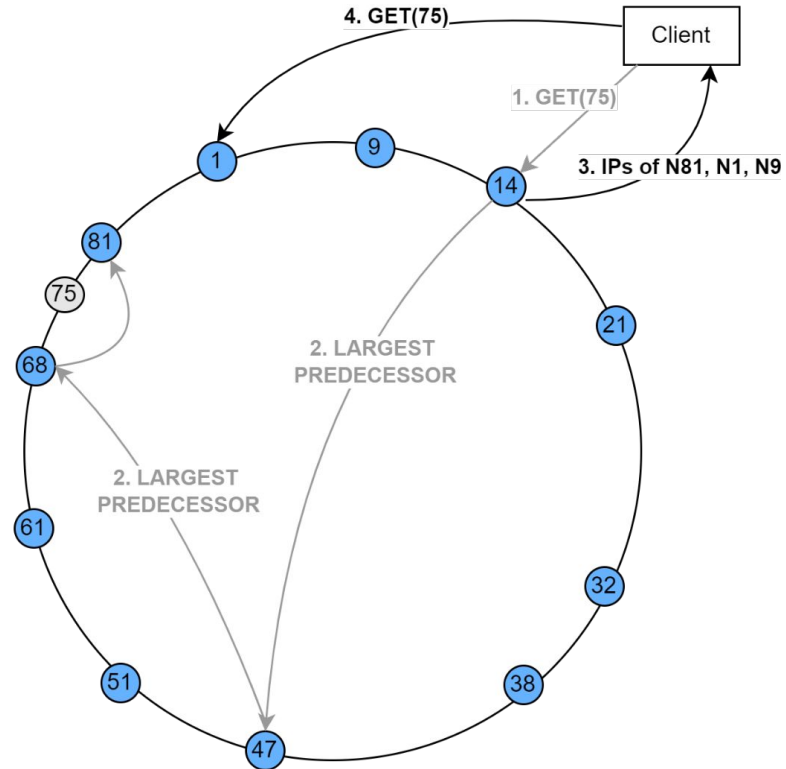 4. GET(75)
Client
1. GET(75)
1
9
14
3. IPs of N81, N1, N9
81
75
21
68
2. LARGEST
PREDECESSOR
2. LARGEST
PREDECESSOR
61
32
51
38
47